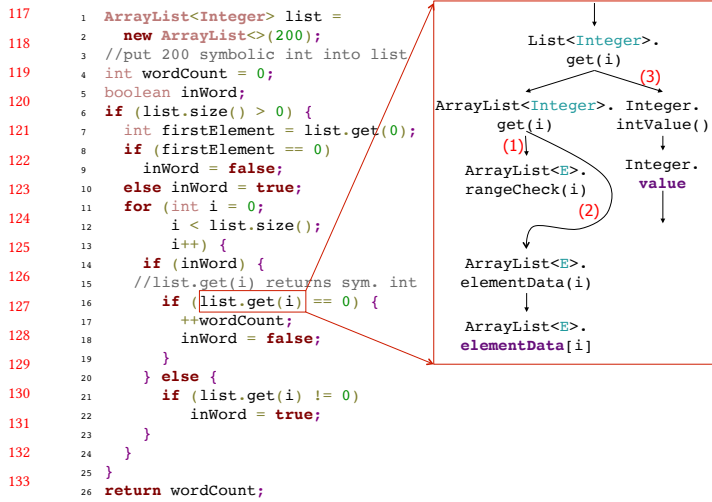 117
118
119
120
121
122
123
124
125
126
127
128
129
130
131
132
133
1 ArrayList<Integer> list =
2 new ArrayList<>(200);
3 //put 200 symbolic int into list
4 int wordCount = 0;
5 boolean inWord;
6 if (list.size() > 0) {
7 int firstElement = list.get(0);
8 if (firstElement == 0)
9 inWord = false;
10 else inWord = true;
11 for (int i = 0;
12 i < list.size();
13 i++) {
14 if (inWord) {
15 //list.get(i) returns sym. int
16 if (list.get(i) == 0) {
17 ++wordCount;
18 inWord = false;
19 }
20 } else {
21 if (list.get(i) != 0)
22 inWord = true;
23 }
24 }
25 }
26 return wordCount;
List<Integer>.
get(i)
(3)
ArrayList<Integer>.
get(i)
Integer.
intValue()
(1)
ArrayList<E>.
rangeCheck(i)
Integer.
value
(2)
ArrayList<E>.
elementData(i)
ArrayList<E>.
elementData[i]